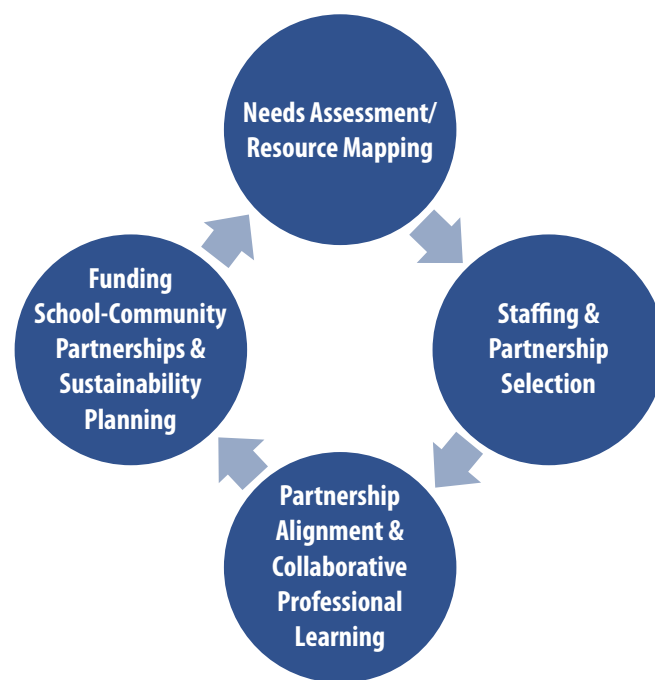 Needs Assessment/
Resource Mapping
Staffing &
Partnership
Selection
Partnership
Alignment &
Collaborative
Professional
Learning
Funding
School-Community
Partnerships &
Sustainability
Planning